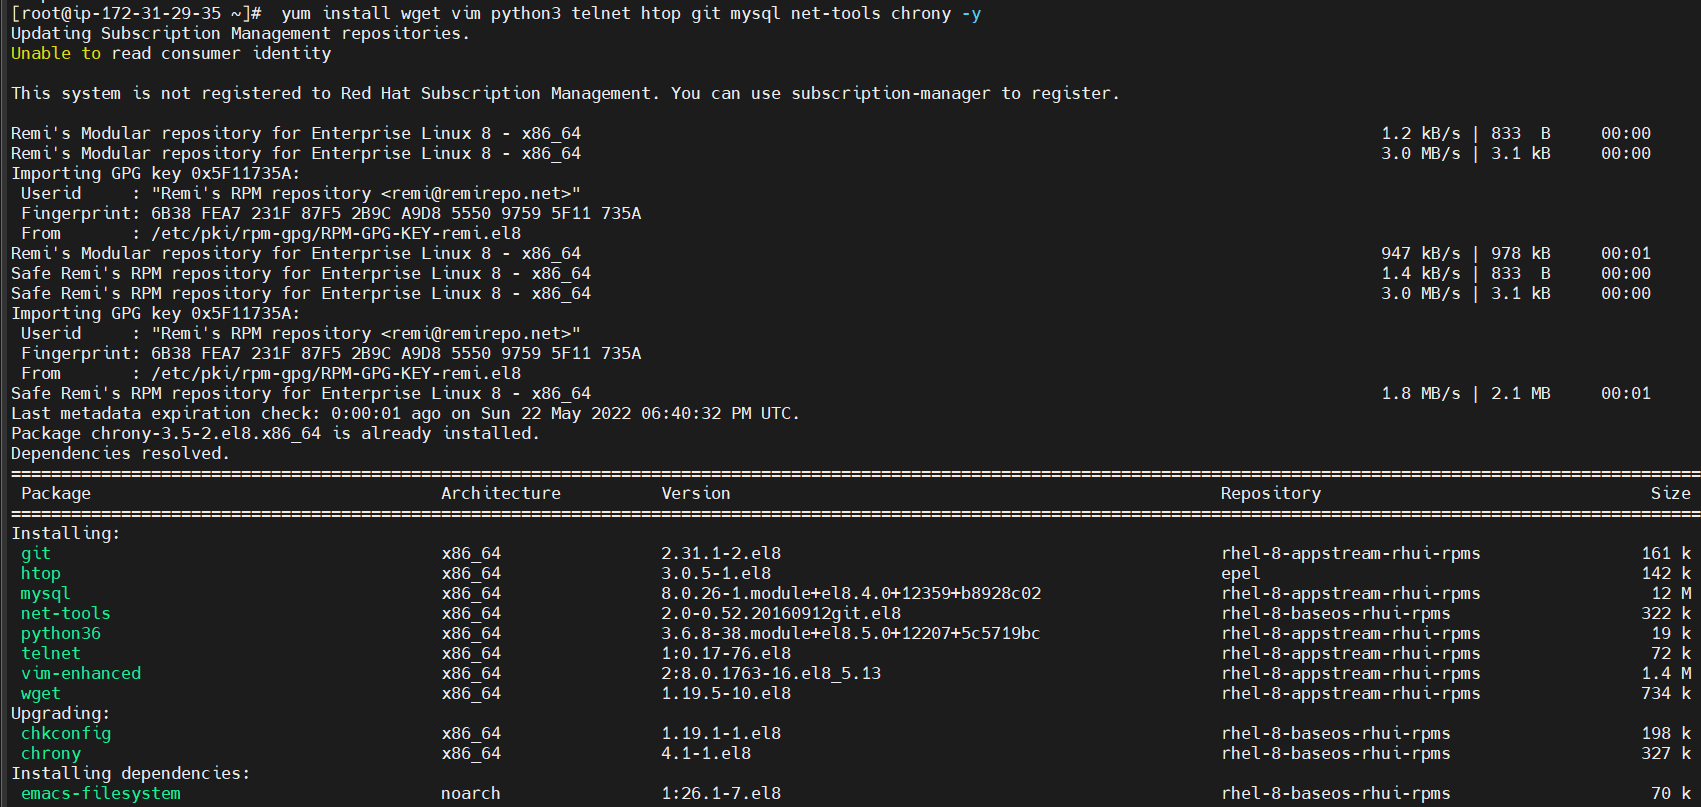 [root@ip-172-31-29-35 ~]#  yum install wget vim python3 telnet htop git mysql net-tools chrony -y
Updating Subscription Management repositories.
Unable to read consumer identity
This system is not registered to Red Hat Subscription Management. You can use subscription-manager to register.
Remi's Modular repository for Enterprise Linux 8 - x86_64 1.2 kB/s | 833  B 00:00
Remi's Modular repository for Enterprise Linux 8 - x86_64 3.0 MB/s | 3.1 kB 00:00
Importing GPG key 0x5F11735A:
Userid     : "Remi's RPM repository <remi@remirepo.net>"
Fingerprint: 6B38 FEA7 231F 87F5 2B9C A9D8 5550 9759 5F11 735A
From       : /etc/pki/rpm-gpg/RPM-GPG-KEY-remi.el8
Remi's Modular repository for Enterprise Linux 8 - x86_64 947 kB/s | 978 kB 00:01
Safe Remi's RPM repository for Enterprise Linux 8 - x86_64 1.4 kB/s | 833  B 00:00
Safe Remi's RPM repository for Enterprise Linux 8 - x86_64 3.0 MB/s | 3.1 kB 00:00
Importing GPG key 0x5F11735A:
Userid     : "Remi's RPM repository <remi@remirepo.net>"
Fingerprint: 6B38 FEA7 231F 87F5 2B9C A9D8 5550 9759 5F11 735A
From       : /etc/pki/rpm-gpg/RPM-GPG-KEY-remi.el8
Safe Remi's RPM repository for Enterprise Linux 8 - x86_64 1.8 MB/s | 2.1 MB 00:01
Last metadata expiration check: 0:00:01 ago on Sun 22 May 2022 06:40:32 PM UTC.
Package chrony-3.5-2.el8.x86_64 is already installed.
Dependencies resolved.
Package Architecture Version Repository Size
Installing:
git x86_64 2.31.1-2.el8 rhel-8-appstream-rhui-rpms 161 k
htop x86_64 3.0.5-1.el8 epel 142 k
mysql x86_64 8.0.26-1.module+el8.4.0+12359+b8928c02 rhel-8-appstream-rhui-rpms 12 M
net-tools x86_64 2.0-0.52.20160912git.el8 rhel-8-baseos-rhui-rpms 322 k
python36 x86_64 3.6.8-38.module+el8.5.0+12207+5c5719bc rhel-8-appstream-rhui-rpms 19 k
telnet x86_64 1:0.17-76.el8 rhel-8-appstream-rhui-rpms 72 k
vim-enhanced x86_64 2:8.0.1763-16.el8_5.13 rhel-8-appstream-rhui-rpms 1.4 M
wget x86_64 1.19.5-10.el8 rhel-8-appstream-rhui-rpms 734 k
Upgrading:
chkconfig x86_64 1.19.1-1.el8 rhel-8-baseos-rhui-rpms 198 k
chrony x86_64 4.1-1.el8 rhel-8-baseos-rhui-rpms 327 k
Installing dependencies:
emacs-filesystem noarch 1:26.1-7.el8 rhel-8-baseos-rhui-rpms 70 k